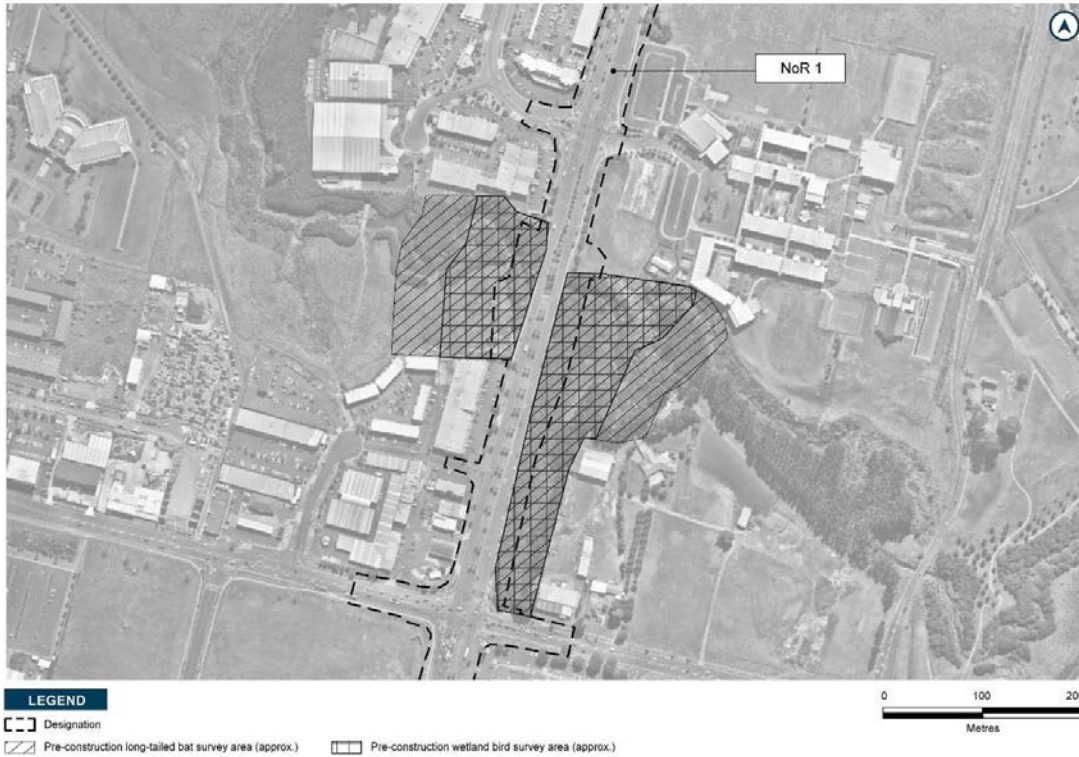 NoR 1
LEGEND
Designation
Pre-construction long-tailed bat survey area (approx.) Pre-construction wetland bird survey area (approx.)
0 100 200
Metres